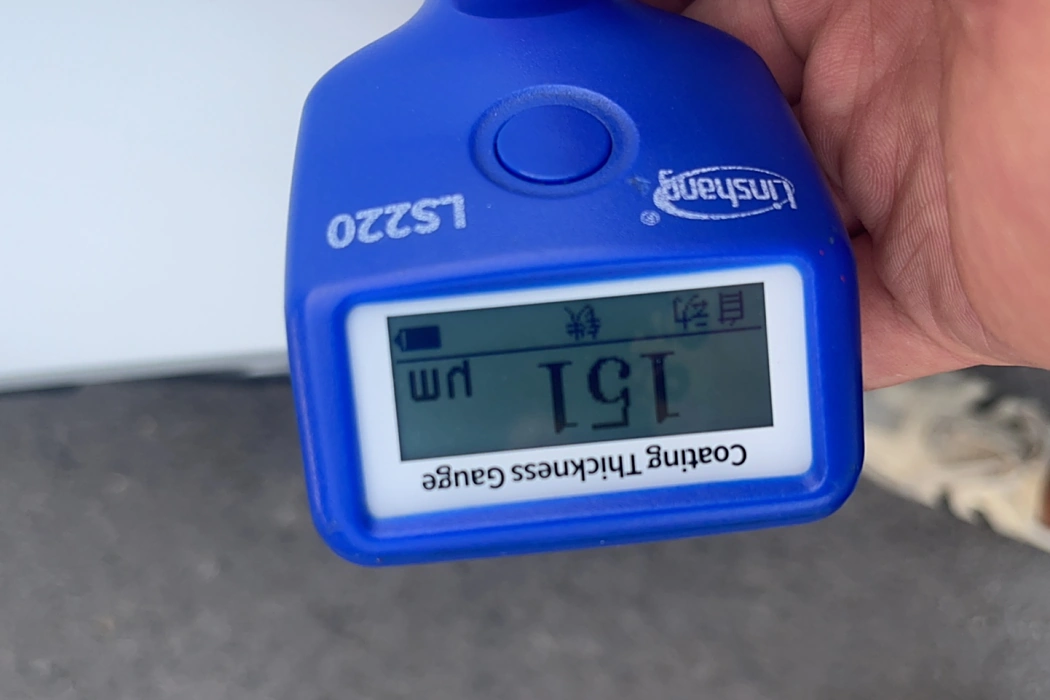 Coating Thickness Gauge
151 μm
自动 铁
LS220
Linshang®